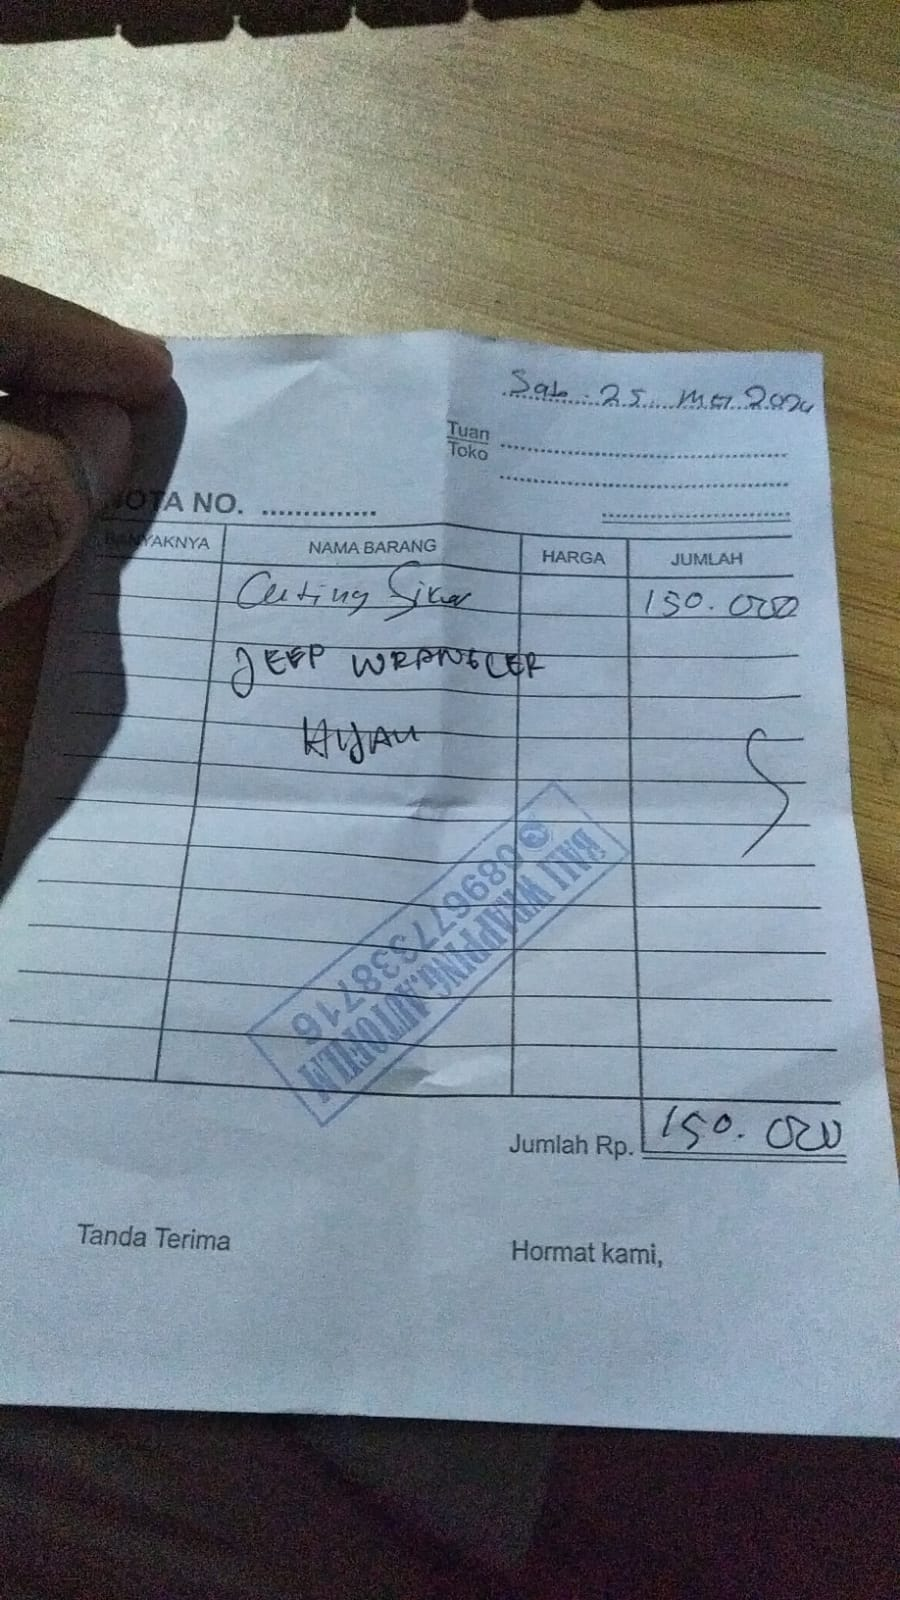 Sab 25 Mei 2024
Tuan
Toko
NOTA NO. ..............
BANYAKNYA NAMA BARANG HARGA JUMLAH
Cutting Stiker 150.000
JEEP WRANGLER
HIJAU
BALI WRAPPING.AUTOFILM
089677338716
Jumlah Rp. 150.000
Tanda Terima Hormat kami,